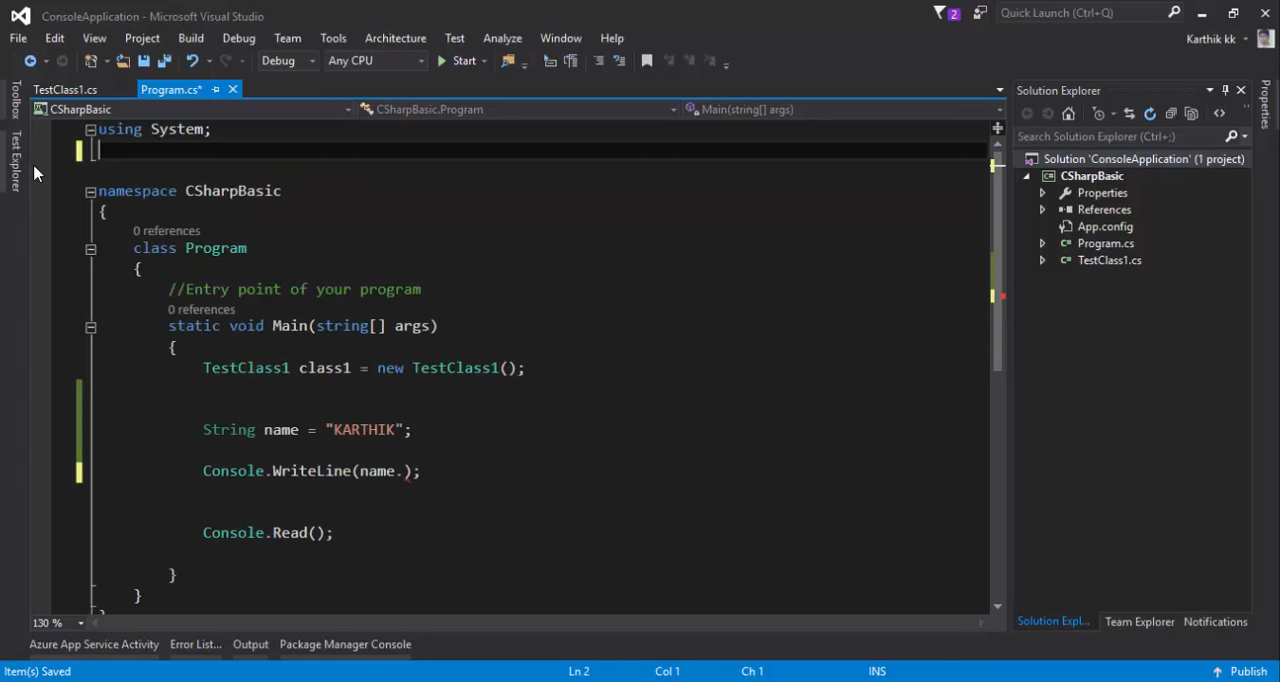 ConsoleApplication - Microsoft Visual Studio
2
Quick Launch (Ctrl+Q)
File Edit View Project Build Debug Team Tools Architecture Test Analyze Window Help
Karthik kk
Debug Any CPU Start
TestClass1.cs Program.cs*
CSharpBasic CSharpBasic.Program Main(string[] args)
Toolbox
Test Explorer
using System;
namespace CSharpBasic
{
0 references
class Program
{
//Entry point of your program
0 references
static void Main(string[] args)
{
TestClass1 class1 = new TestClass1();
String name = "KARTHIK";
Console.WriteLine(name.);
Console.Read();
}
}
}
130 %
Solution Explorer
Search Solution Explorer (Ctrl+;)
Solution 'ConsoleApplication' (1 project)
C# CSharpBasic
Properties
References
App.config
C# Program.cs
C# TestClass1.cs
Solution Expl... Team Explorer Notifications
Properties
Azure App Service Activity Error List... Output Package Manager Console
Item(s) Saved Ln 2 Col 1 Ch 1 INS Publish